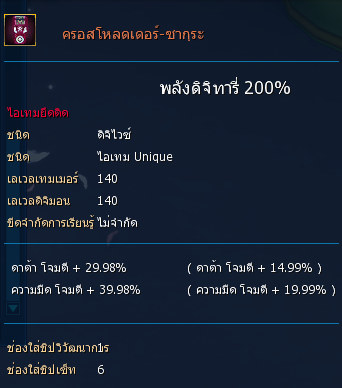 ครอสโหลดเดอร์-ซากุระ
พลังดิจิทารี่ 200%
ไอเทมยึดติด
ชนิด ดิจิไวซ์
ชนิด ไอเทม Unique
เลเวลเทมเมอร์ 140
เลเวลดิจิมอน 140
ขีดจำกัดการเรียนรู้ ไม่จำกัด
ดาต้า โจมตี + 29.98% ( ดาต้า โจมตี + 14.99% )
ความมืด โจมตี + 39.98% ( ความมืด โจมตี + 19.99% )
ช่องใส่ชิปวิวัฒนาการ 1
ช่องใส่ชิปเซ็ท 6